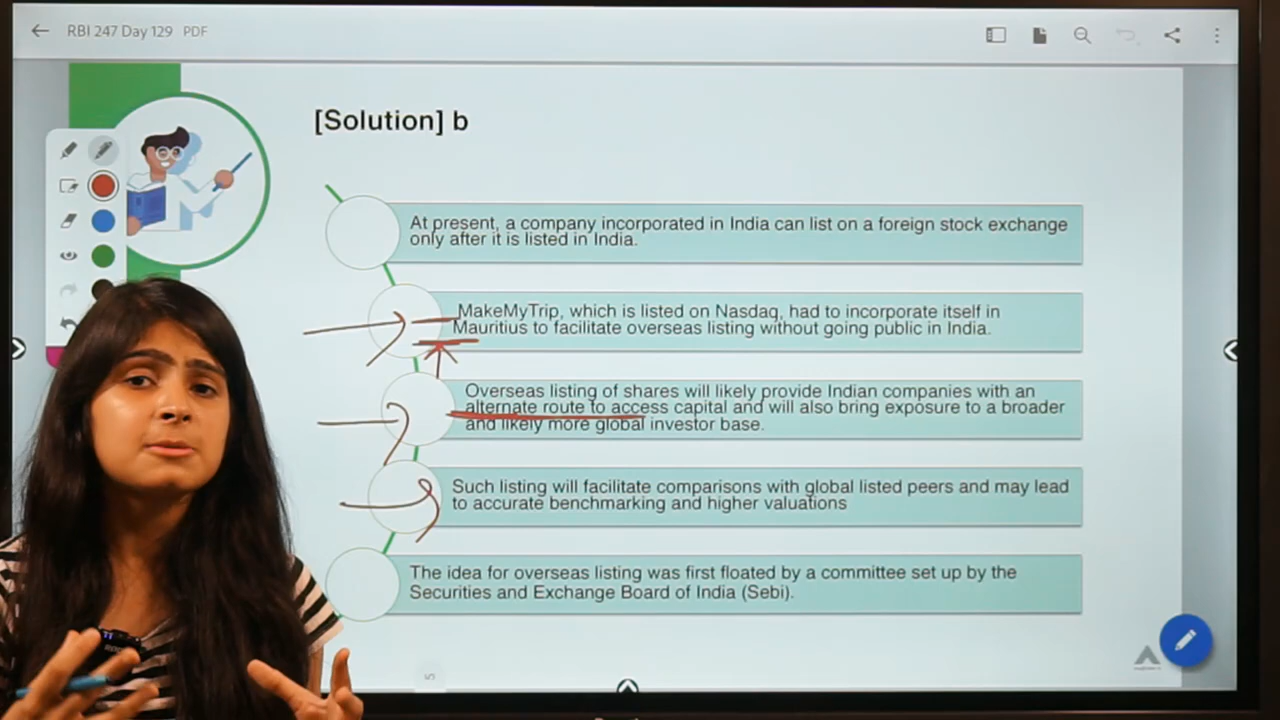 RBI 247 Day 129 PDF
[Solution] b
At present, a company incorporated in India can list on a foreign stock exchange
only after it is listed in India.
MakeMyTrip, which is listed on Nasdaq, had to incorporate itself in
Mauritius to facilitate overseas listing without going public in India.
Overseas listing of shares will likely provide Indian companies with an
alternate route to access capital and will also bring exposure to a broader
and likely more global investor base.
Such listing will facilitate comparisons with global listed peers and may lead
to accurate benchmarking and higher valuations
The idea for overseas listing was first floated by a committee set up by the
Securities and Exchange Board of India (Sebi).
5